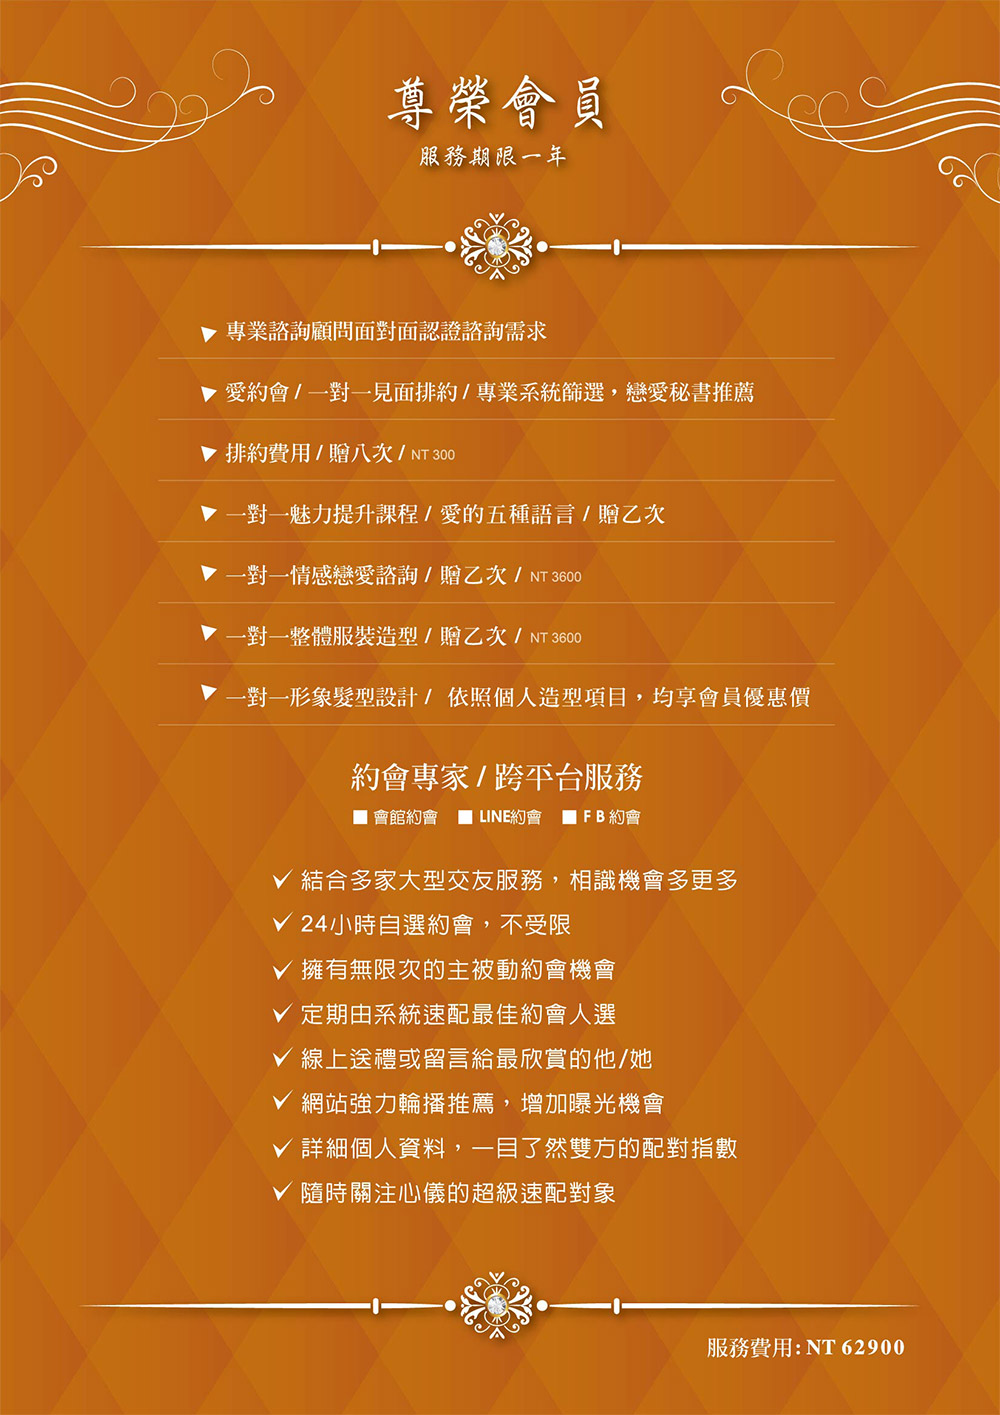 尊榮會員
服務期限一年
專業諮詢顧問面對面認證諮詢需求
愛約會 / 一對一見面排約 / 專業系統篩選，戀愛秘書推薦
排約費用 / 贈八次 / NT 300
一對一魅力提升課程 / 愛的五種語言 / 贈乙次
一對一情感戀愛諮詢 / 贈乙次 / NT 3600
一對一整體服裝造型 / 贈乙次 / NT 3600
一對一形象髮型設計 / 依照個人造型項目，均享會員優惠價
約會專家 / 跨平台服務
■ 會館約會 ■ LINE約會 ■ F B 約會
✓ 結合多家大型交友服務，相識機會多更多
✓ 24小時自選約會，不受限
✓ 擁有無限次的主被動約會機會
✓ 定期由系統速配最佳約會人選
✓ 線上送禮或留言給最欣賞的他/她
✓ 網站強力輪播推薦，增加曝光機會
✓ 詳細個人資料，一目了然雙方的配對指數
✓ 隨時關注心儀的超級速配對象
服務費用: NT 62900